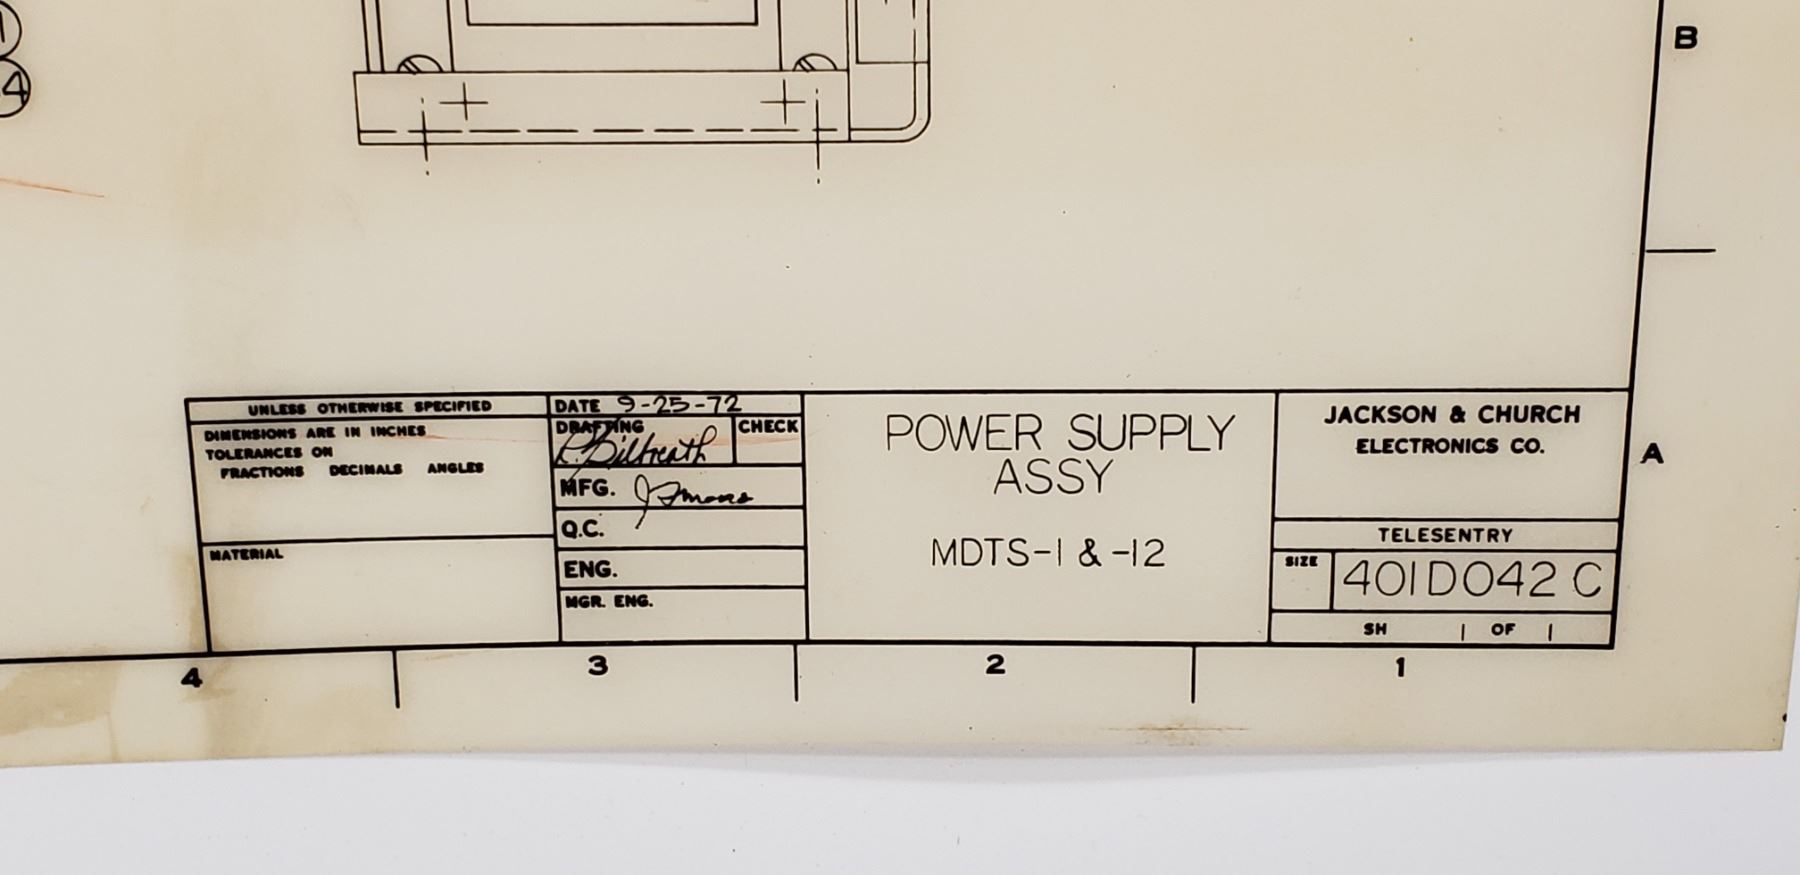 B
4
UNLESS OTHERWISE SPECIFIED
DIMENSIONS ARE IN INCHES
TOLERANCES ON
FRACTIONS DECIMALS ANGLES
MATERIAL
DATE 9-25-72
DRAFTING
CHECK
MFG.
Q.C.
ENG.
MGR. ENG.
POWER SUPPLY
ASSY
MDTS-1 & -12
JACKSON & CHURCH
ELECTRONICS CO.
TELESENTRY
SIZE
401D042 C
SH 1 OF 1
A
4 3 2 1